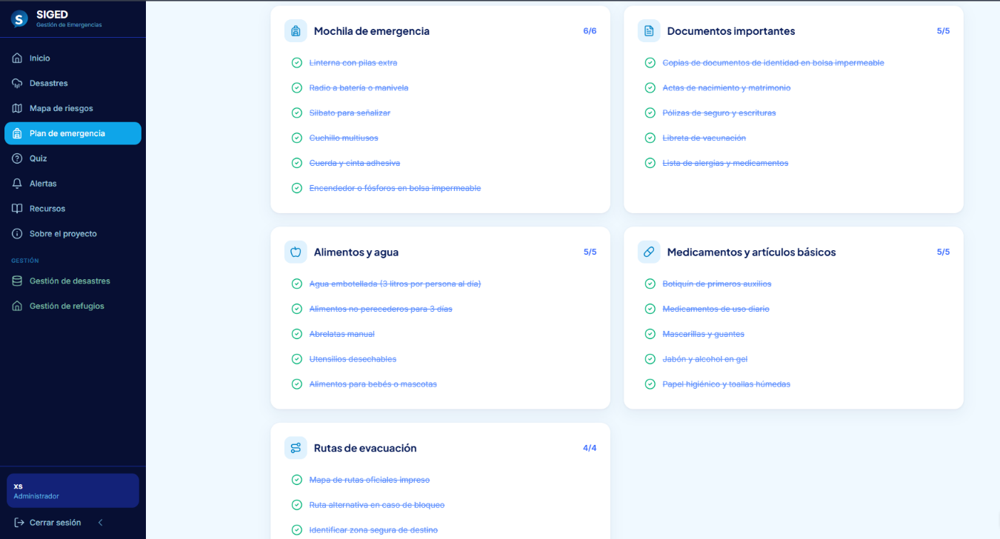 SIGED
Gestión de Emergencias
Inicio
Desastres
Mapa de riesgos
Plan de emergencia
Quiz
Alertas
Recursos
Sobre el proyecto
GESTIÓN
Gestión de desastres
Gestión de refugios
xs
Administrador
Cerrar sesión
Mochila de emergencia 6/6
Linterna con pilas extra
Radio a batería o manivela
Silbato para señalizar
Cuchillo multiusos
Cuerda y cinta adhesiva
Encendedor o fósforos en bolsa impermeable
Documentos importantes 5/5
Copias de documentos de identidad en bolsa impermeable
Actas de nacimiento y matrimonio
Pólizas de seguro y escrituras
Libreta de vacunación
Lista de alergias y medicamentos
Alimentos y agua 5/5
Agua embotellada (3 litros por persona al día)
Alimentos no perecederos para 3 días
Abrelatas manual
Utensilios desechables
Alimentos para bebés o mascotas
Medicamentos y artículos básicos 5/5
Botiquín de primeros auxilios
Medicamentos de uso diario
Mascarillas y guantes
Jabón y alcohol en gel
Papel higiénico y toallas húmedas
Rutas de evacuación 4/4
Mapa de rutas oficiales impreso
Ruta alternativa en caso de bloqueo
Identificar zona segura de destino